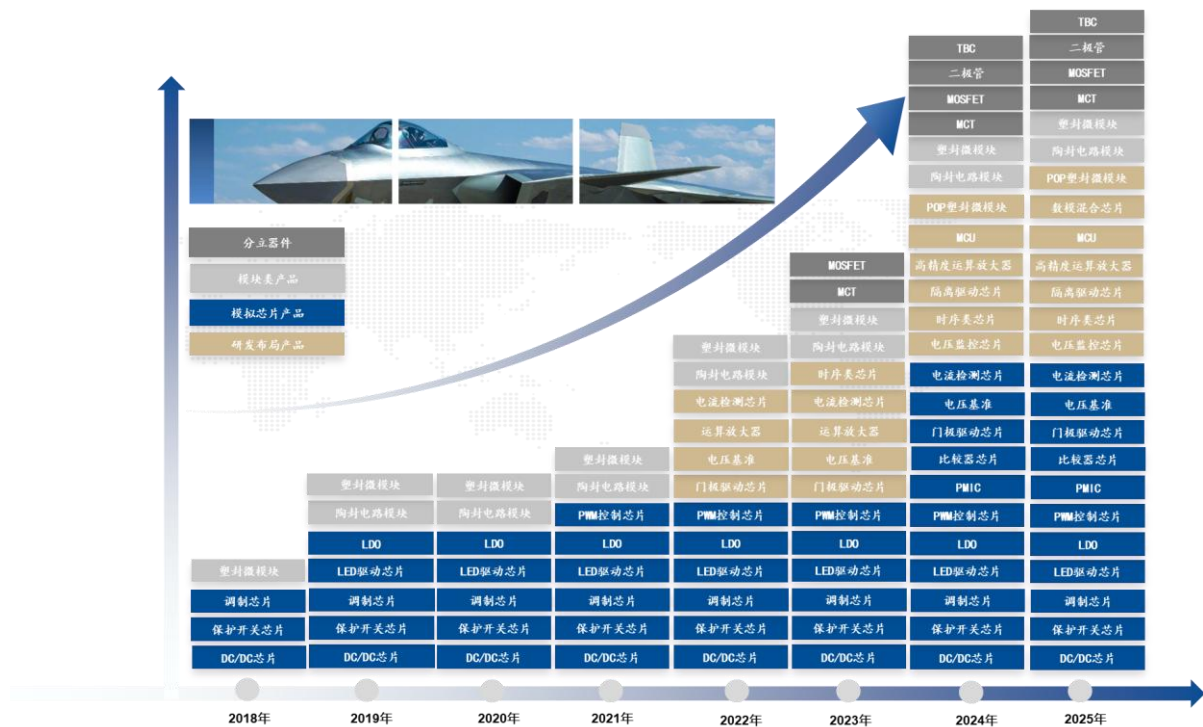 分立器件
模块类产品
模拟芯片产品
研发布局产品
塑封微模块
调制芯片
保护开关芯片
DC/DC芯片
2018年
塑封微模块
陶封电路模块
LDO
LED驱动芯片
调制芯片
保护开关芯片
DC/DC芯片
2019年
塑封微模块
陶封电路模块
LDO
LED驱动芯片
调制芯片
保护开关芯片
DC/DC芯片
2020年
塑封微模块
陶封电路模块
PWM控制芯片
LDO
LED驱动芯片
调制芯片
保护开关芯片
DC/DC芯片
2021年
塑封微模块
陶封电路模块
电流检测芯片
运算放大器
电压基准
门极驱动芯片
PWM控制芯片
LDO
LED驱动芯片
调制芯片
保护开关芯片
DC/DC芯片
2022年
MOSFET
MCT
塑封微模块
陶封电路模块
时序类芯片
电流检测芯片
运算放大器
电压基准
门极驱动芯片
PWM控制芯片
LDO
LED驱动芯片
调制芯片
保护开关芯片
DC/DC芯片
2023年
TBC
二极管
MOSFET
MCT
塑封微模块
陶封电路模块
POP塑封微模块
MCU
高精度运算放大器
隔离驱动芯片
时序类芯片
电压监控芯片
电流检测芯片
电压基准
门极驱动芯片
比较器芯片
PMIC
PWM控制芯片
LDO
LED驱动芯片
调制芯片
保护开关芯片
DC/DC芯片
2024年
TBC
二极管
MOSFET
MCT
塑封微模块
陶封电路模块
POP塑封微模块
数模混合芯片
MCU
高精度运算放大器
隔离驱动芯片
时序类芯片
电压监控芯片
电流检测芯片
电压基准
门极驱动芯片
比较器芯片
PMIC
PWM控制芯片
LDO
LED驱动芯片
调制芯片
保护开关芯片
DC/DC芯片
2025年